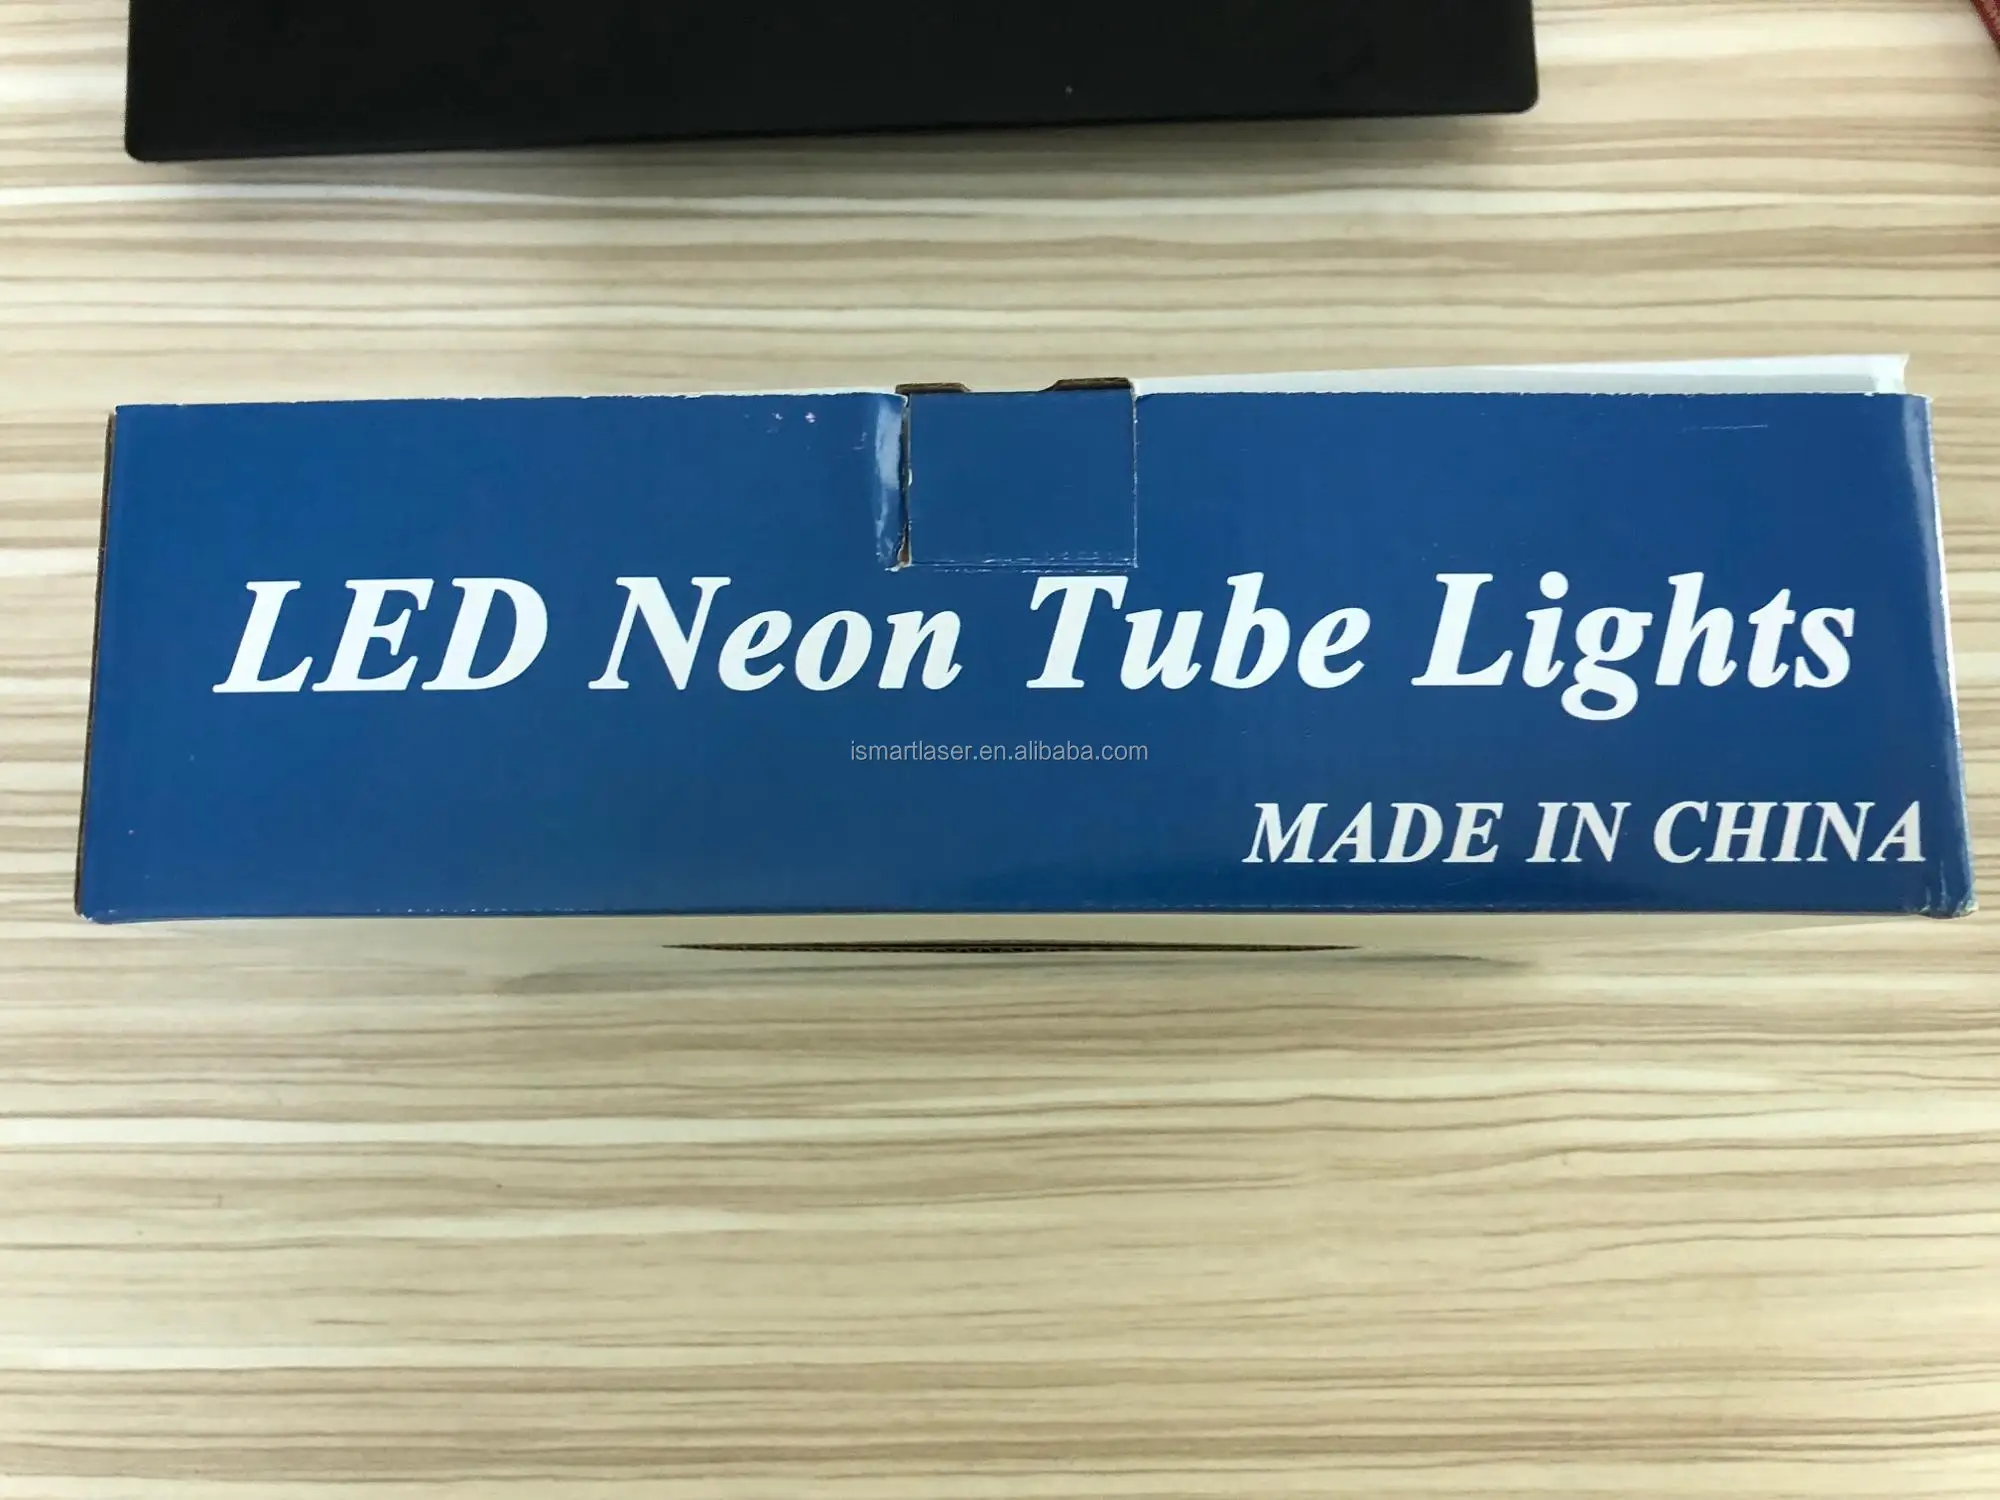 LED Neon Tube Lights
ismartlaser.en.alibaba.com
MADE IN CHINA